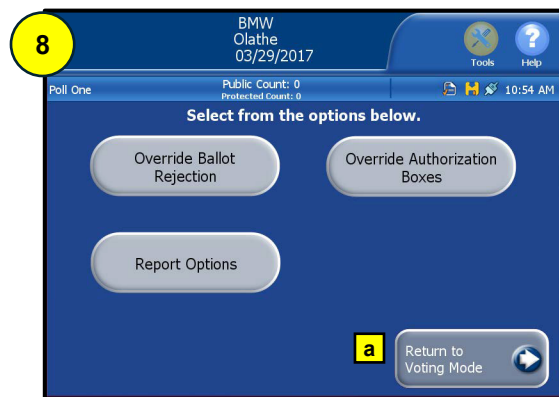 8
BMW
Olathe
03/29/2017
Tools
Help
Poll One
Public Count: 0
Protected Count: 0
10:54 AM
Select from the options below.
Override Ballot
Rejection
Override Authorization
Boxes
Report Options
a
Return to
Voting Mode